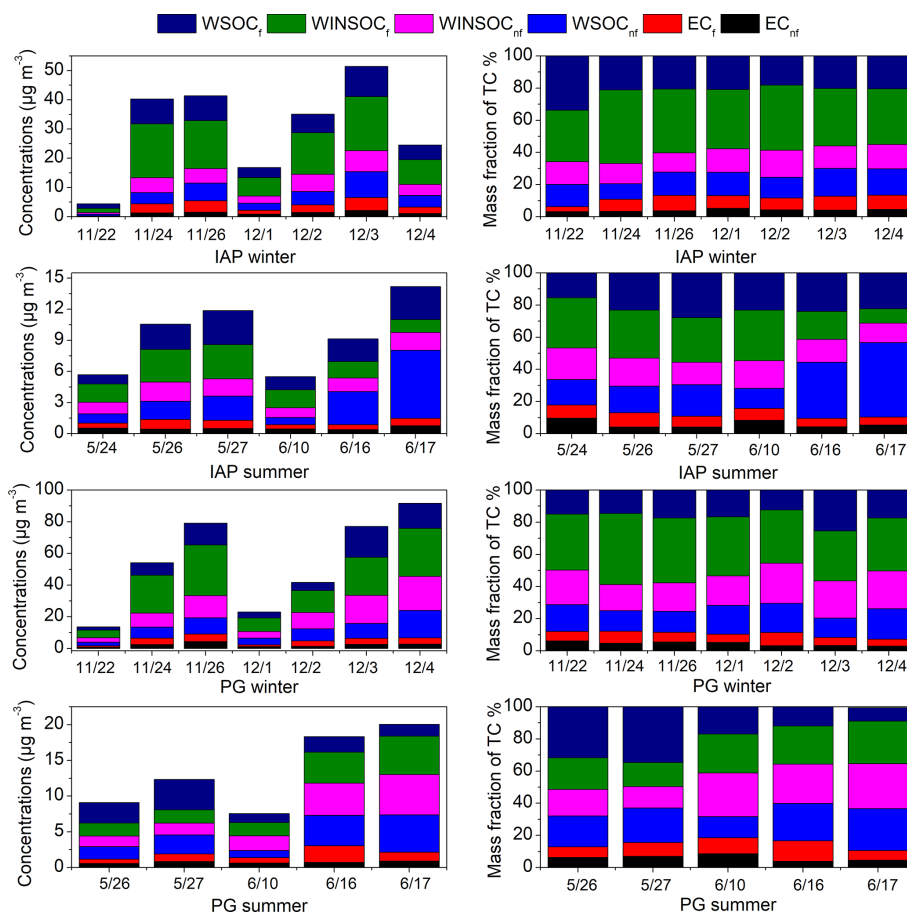 WSOCf WINSOCf WINSOCnf WSOCnf ECf ECnf
Concentrations (µg m-3)
50
40
30
20
10
0
11/22 11/24 11/26 12/1 12/2 12/3 12/4
IAP winter
Mass fraction of TC %
100
80
60
40
20
0
11/22 11/24 11/26 12/1 12/2 12/3 12/4
IAP winter
Concentrations (µg m-3)
15
12
9
6
3
0
5/24 5/26 5/27 6/10 6/16 6/17
IAP summer
Mass fraction of TC %
100
80
60
40
20
0
5/24 5/26 5/27 6/10 6/16 6/17
IAP summer
Concentrations (µg m-3)
100
80
60
40
20
0
11/22 11/24 11/26 12/1 12/2 12/3 12/4
PG winter
Mass fraction of TC %
100
80
60
40
20
0
11/22 11/24 11/26 12/1 12/2 12/3 12/4
PG winter
Concentrations (µg m-3)
20
15
10
5
0
5/26 5/27 6/10 6/16 6/17
PG summer
Mass fraction of TC %
100
80
60
40
20
0
5/26 5/27 6/10 6/16 6/17
PG summer